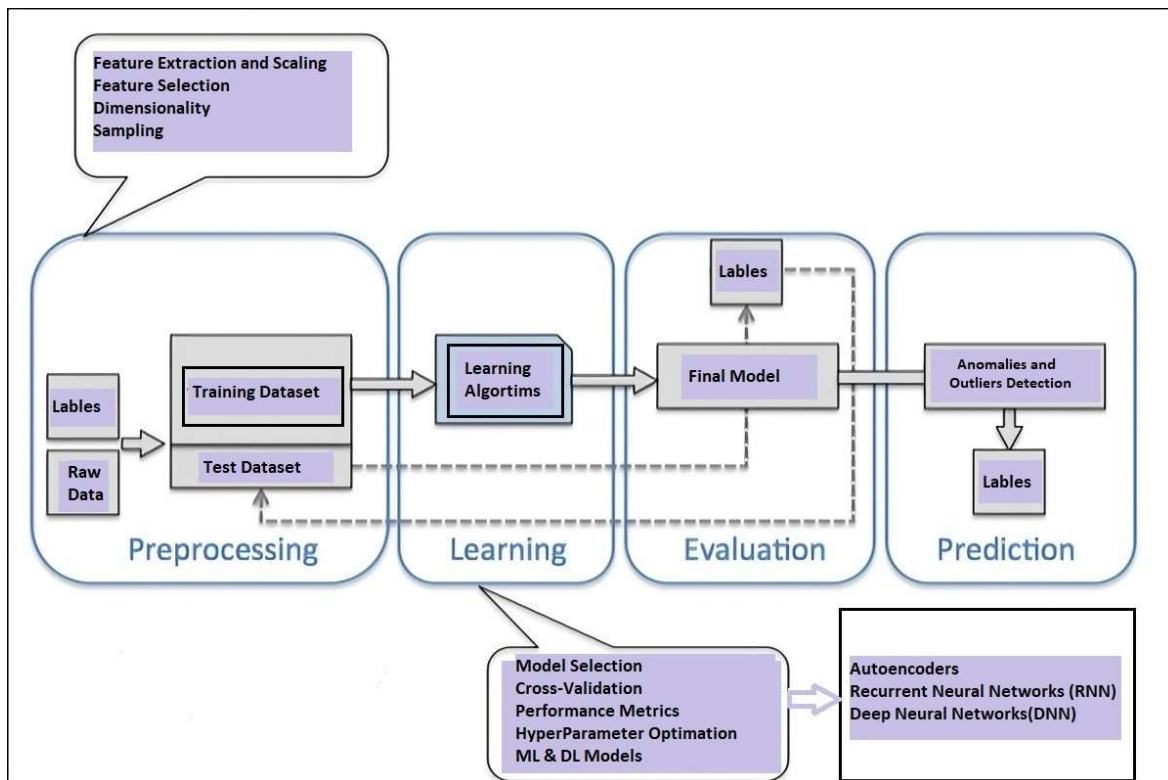 Feature Extraction and Scaling
Feature Selection
Dimensionality
Sampling
Lables
Raw
Data
Training Dataset
Test Dataset
Preprocessing
Learning
Algortims
Learning
Lables
Final Model
Evaluation
Anomalies and
Outliers Detection
Lables
Prediction
Model Selection
Cross-Validation
Performance Metrics
HyperParameter Optimation
ML & DL Models
Autoencoders
Recurrent Neural Networks (RNN)
Deep Neural Networks(DNN)